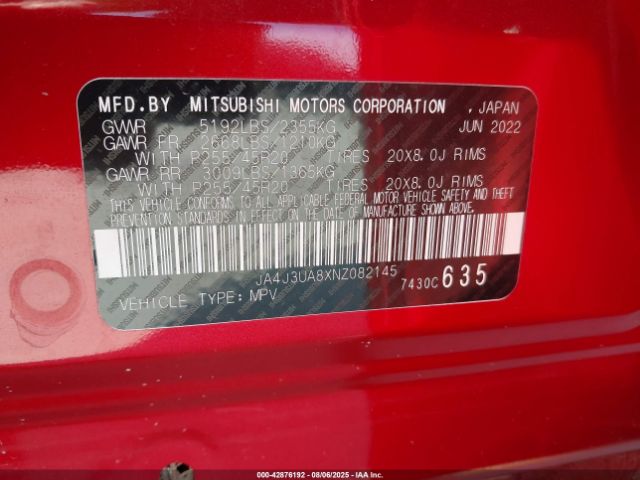 MFD.BY MITSUBISHI MOTORS CORPORATION , JAPAN
GVWR 5192LBS/2355KG JUN 2022
GAWR FR 2668LBS/1210KG
WITH P255/45R20 TIRES 20X8.0J RIMS
GAWR RR 3009LBS/1365KG
WITH P255/45R20 TIRES 20X8.0J RIMS
THIS VEHICLE CONFORMS TO ALL APPLICABLE FEDERAL MOTOR VEHICLE SAFETY AND THEFT
PREVENTION STANDARDS IN EFFECT ON THE DATE OF MANUFACTURE SHOWN ABOVE.
JA4J3UA8XNZ082145
7430C 635
VEHICLE TYPE: MPV
000-42876192 - 08/06/2025 - IAAI.COM